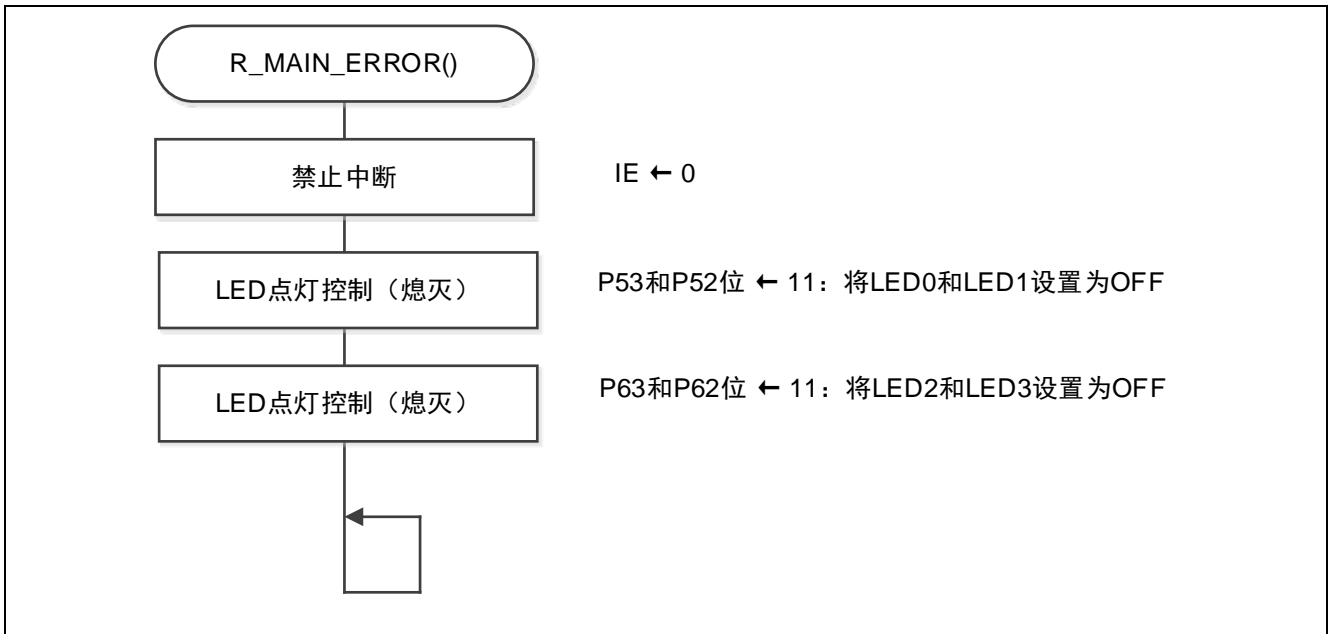 R_MAIN_ERROR()
禁止中断
IE ← 0
LED点灯控制（熄灭）
P53和P52位 ← 11：将LED0和LED1设置为OFF
LED点灯控制（熄灭）
P63和P62位 ← 11：将LED2和LED3设置为OFF